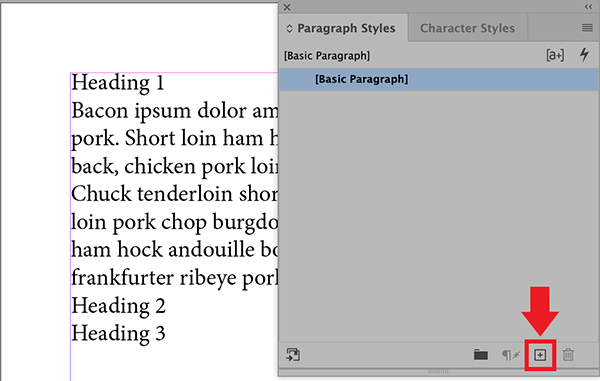 Paragraph Styles
Character Styles
[Basic Paragraph]
[a+]
[Basic Paragraph]
Heading 1
Bacon ipsum dolor am
pork. Short loin ham h
back, chicken pork loi
Chuck tenderloin shor
loin pork chop burgdo
ham hock andouille bo
frankfurter ribeye pork
Heading 2
Heading 3